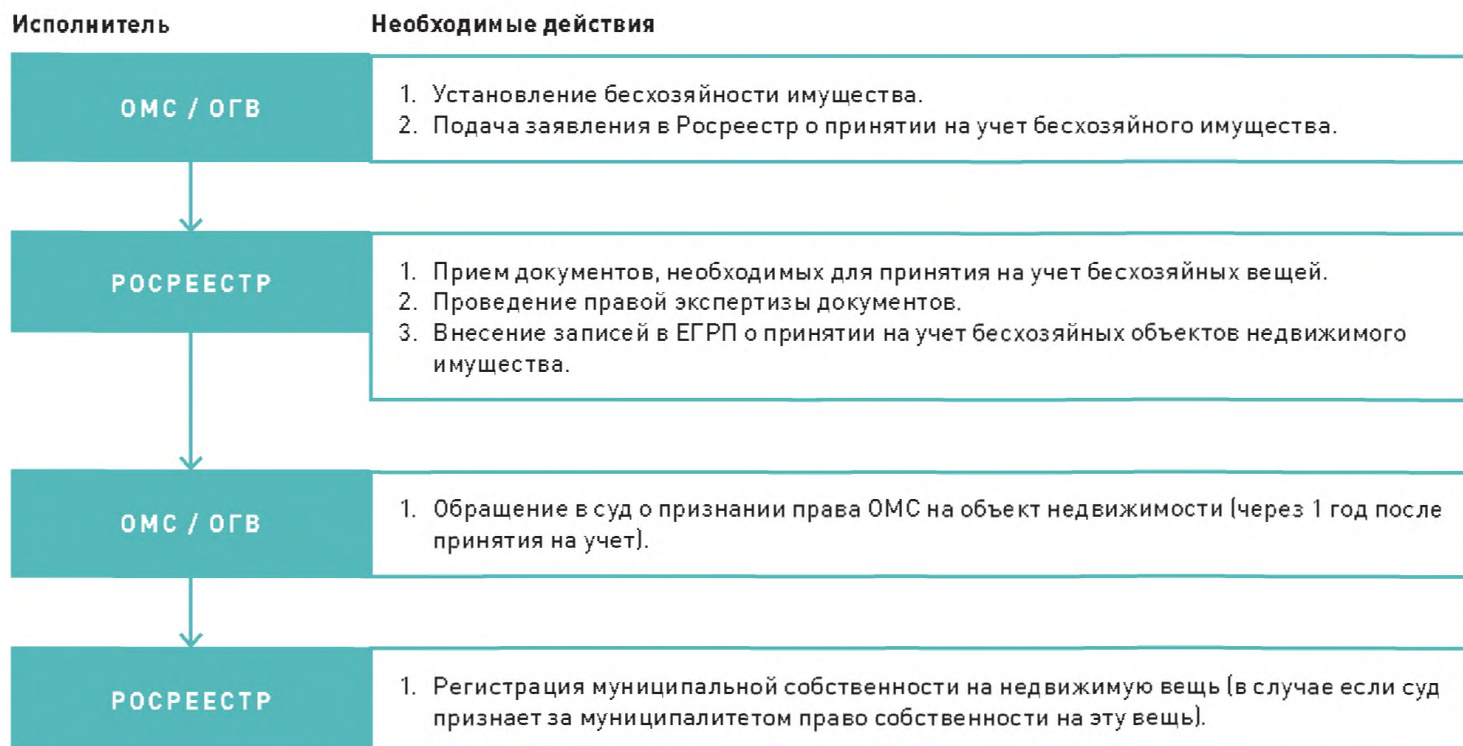 Исполнитель
Необходимые действия
ОМС / ОГВ
1. Установление бесхозяйности имущества.
2. Подача заявления в Росреестр о принятии на учет бесхозяйного имущества.
РОСРЕЕСТР
1. Прием документов, необходимых для принятия на учет бесхозяйных вещей.
2. Проведение правой экспертизы документов.
3. Внесение записей в ЕГРП о принятии на учет бесхозяйных объектов недвижимого
имущества.
ОМС / ОГВ
1. Обращение в суд о признании права ОМС на объект недвижимости (через 1 год после
принятия на учет).
РОСРЕЕСТР
1. Регистрация муниципальной собственности на недвижимую вещь (в случае если суд
признает за муниципалитетом право собственности на эту вещь).